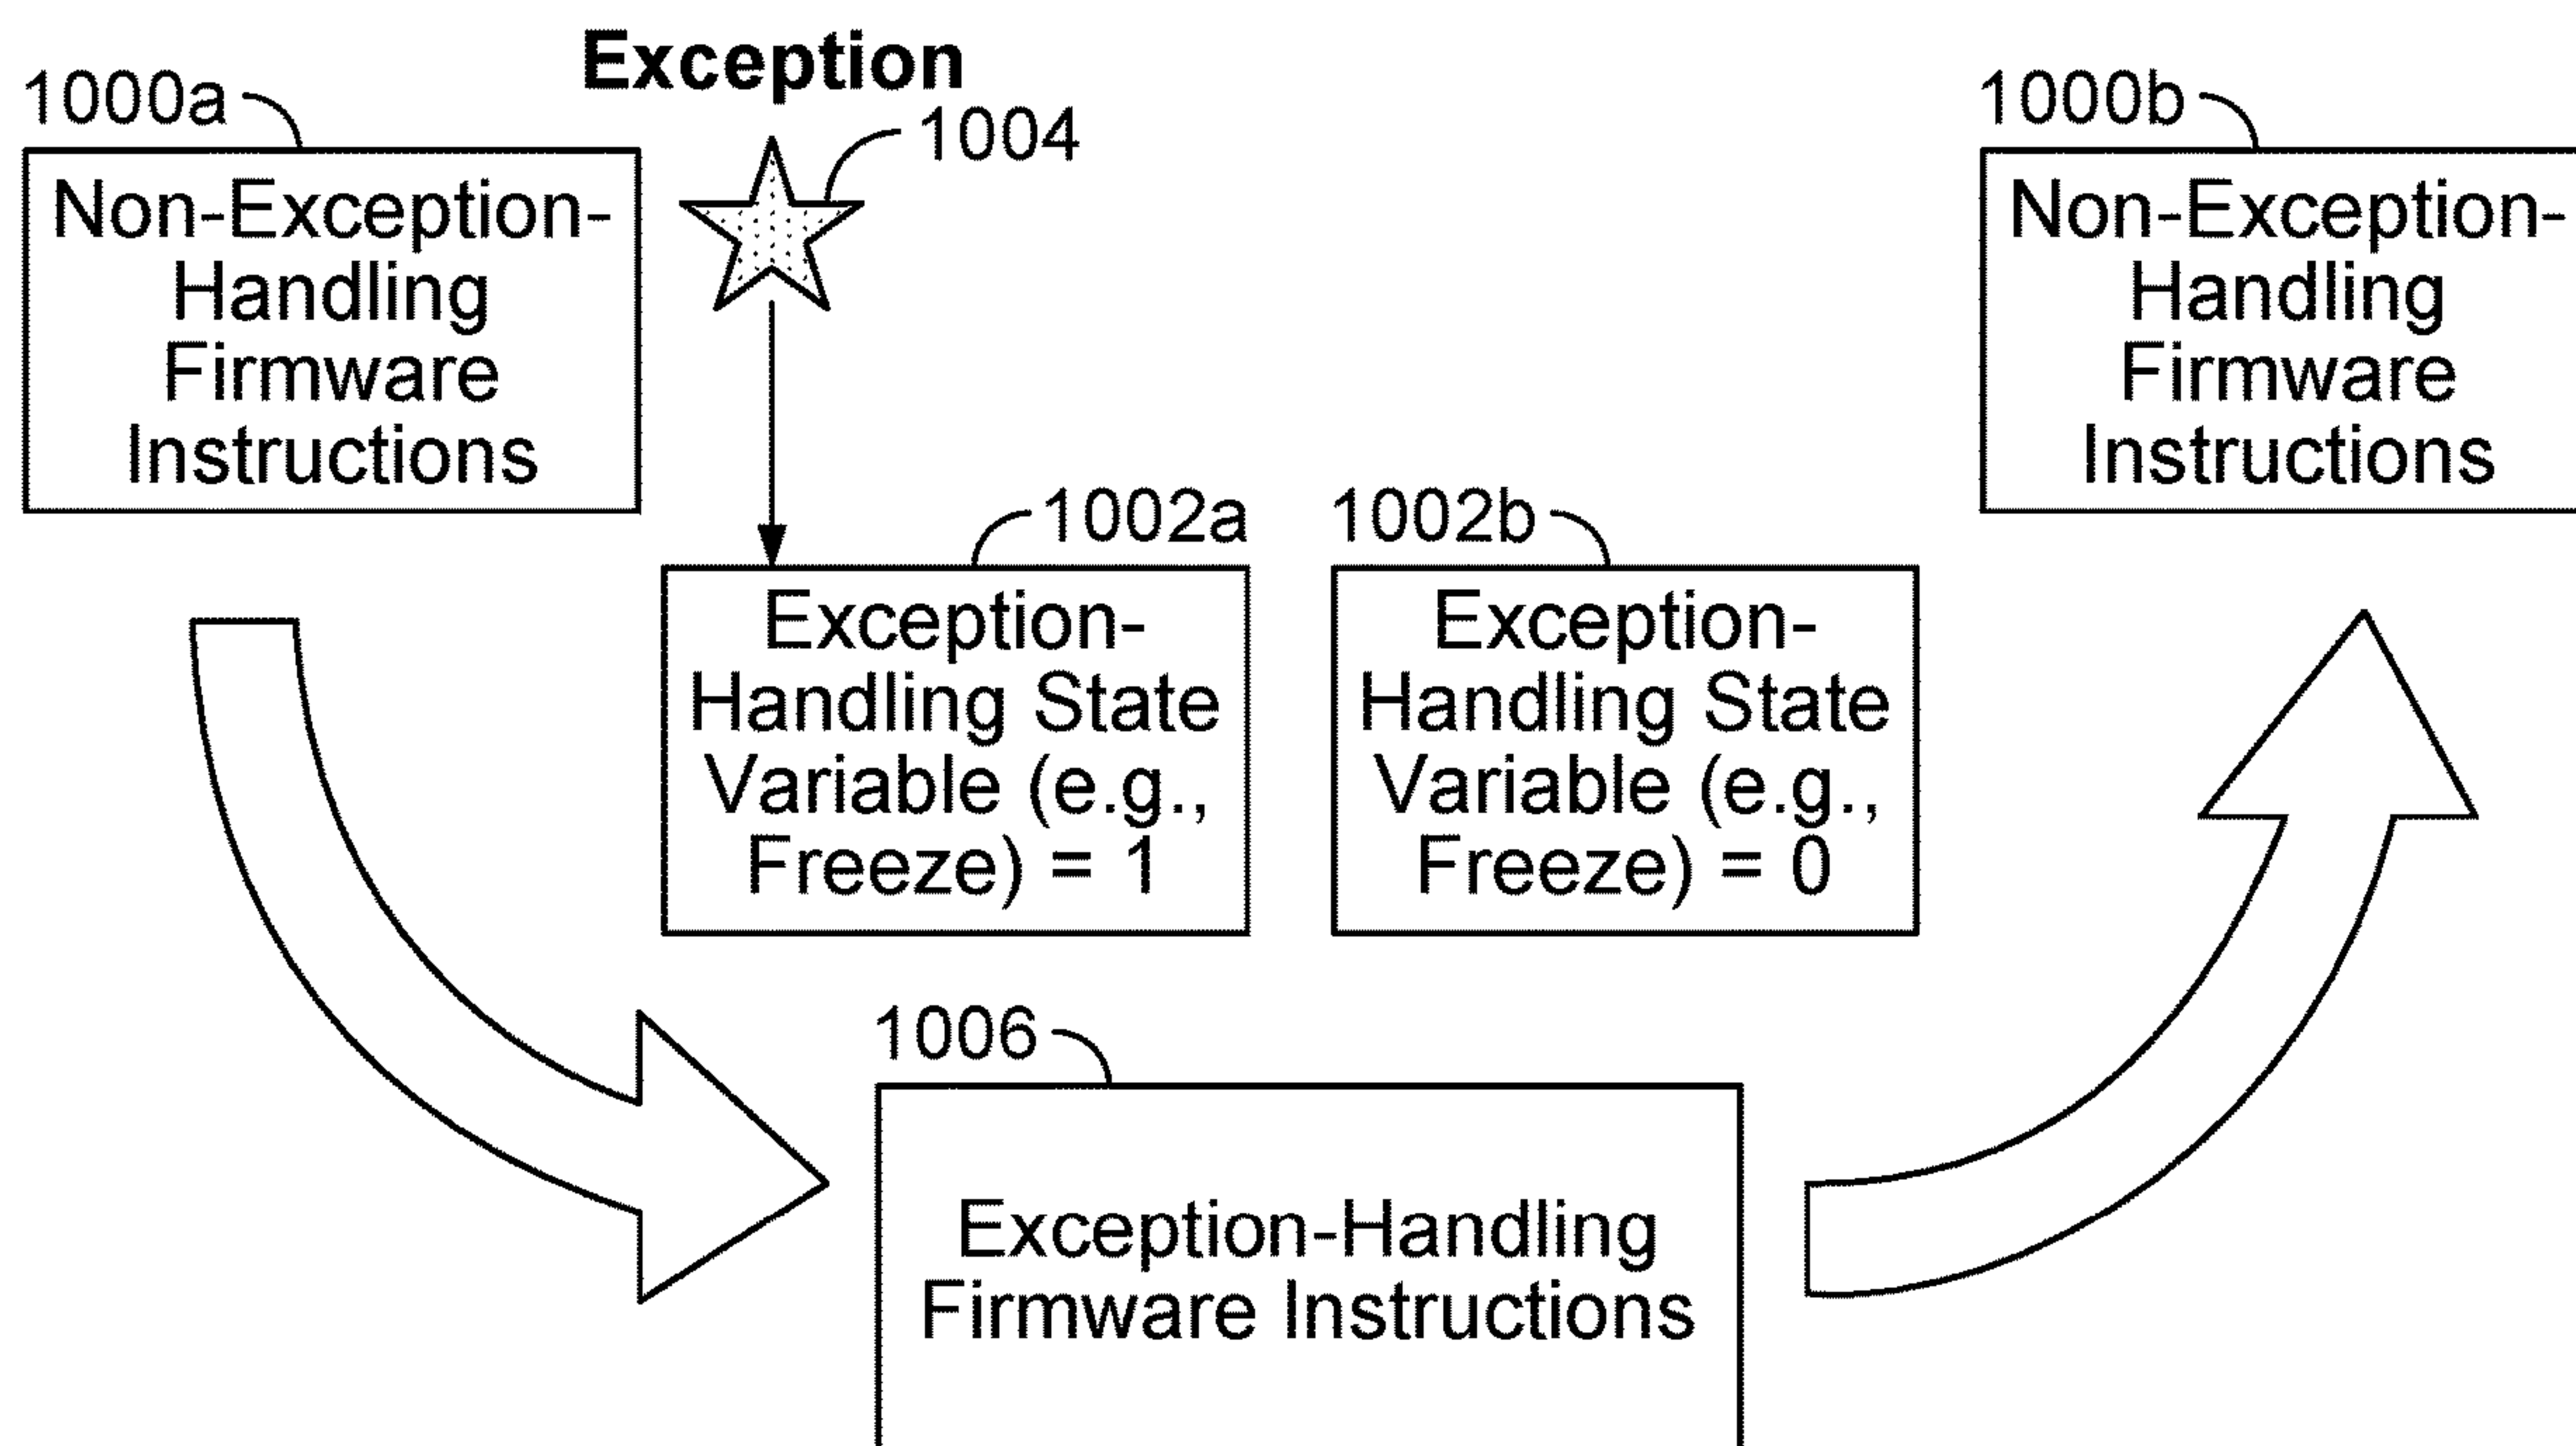 Exception
1000a
1004
1000b
Non-Exception-
Handling
Firmware
Instructions
Non-Exception-
Handling
Firmware
Instructions
1002a
1002b
Exception-
Handling State
Variable (e.g.,
Freeze) = 1
Exception-
Handling State
Variable (e.g.,
Freeze) = 0
1006
Exception-Handling
Firmware Instructions